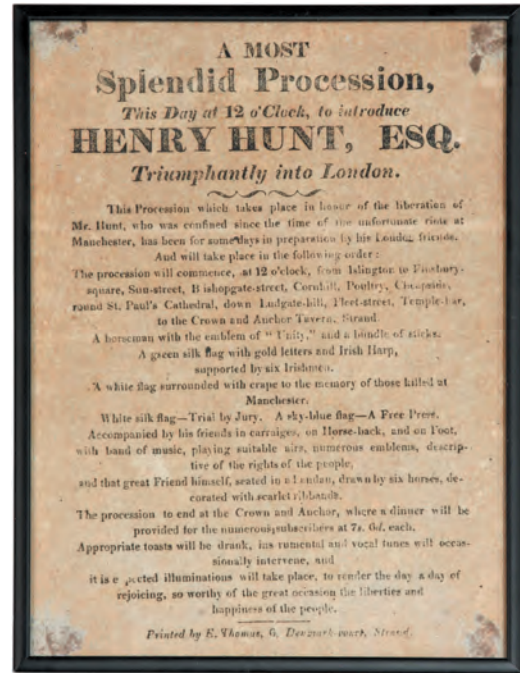 A MOST
Splendid Procession,
This Day at 12 o'Clock, to introduce
HENRY HUNT, ESQ.
Triumphantly into London.
This Procession which takes place in honor of the liberation of
Mr. Hunt, who was confined since the time of the unfortunate riots at
Manchester, has been for some days in preparation by his London friends.
And will take place in the following order:
The procession will commence, at 12 o'clock, from Islington to Finsbury-
square, Sun-street, Bishopgate-street, Cornhill, Poultry, Cheapside,
round St. Paul's Cathedral, down Ludgate-hill, Fleet-street, Temple-bar,
to the Crown and Anchor Tavern, Strand.
A horseman with the emblem of "Unity," and a bundle of sticks.
A green silk flag with gold letters and Irish Harp,
supported by six Irishmen.
A white flag surrounded with crape to the memory of those killed at
Manchester.
White silk flag—Trial by Jury. A sky-blue flag—A Free Press.
Accompanied by his friends in carraiges, on Horse-back, and on Foot,
with band of music, playing suitable airs, numerous emblems, descrip-
tive of the rights of the people,
and that great Friend himself, seated in a Landau, drawn by six horses, de-
corated with scarlet ribbands.
The procession to end at the Crown and Anchor, where a dinner will be
provided for the numerous subscribers at 7s. 6d. each.
Appropriate toasts will be drank, ins rumental and vocal tunes will occas-
sionally intervene, and
it is e pected illuminations will take place, to render the day a day of
rejoicing, so worthy of the great occasion the liberties and
happiness of the people.
Printed by E. Thomas, 6, Denmark-court, Strand.